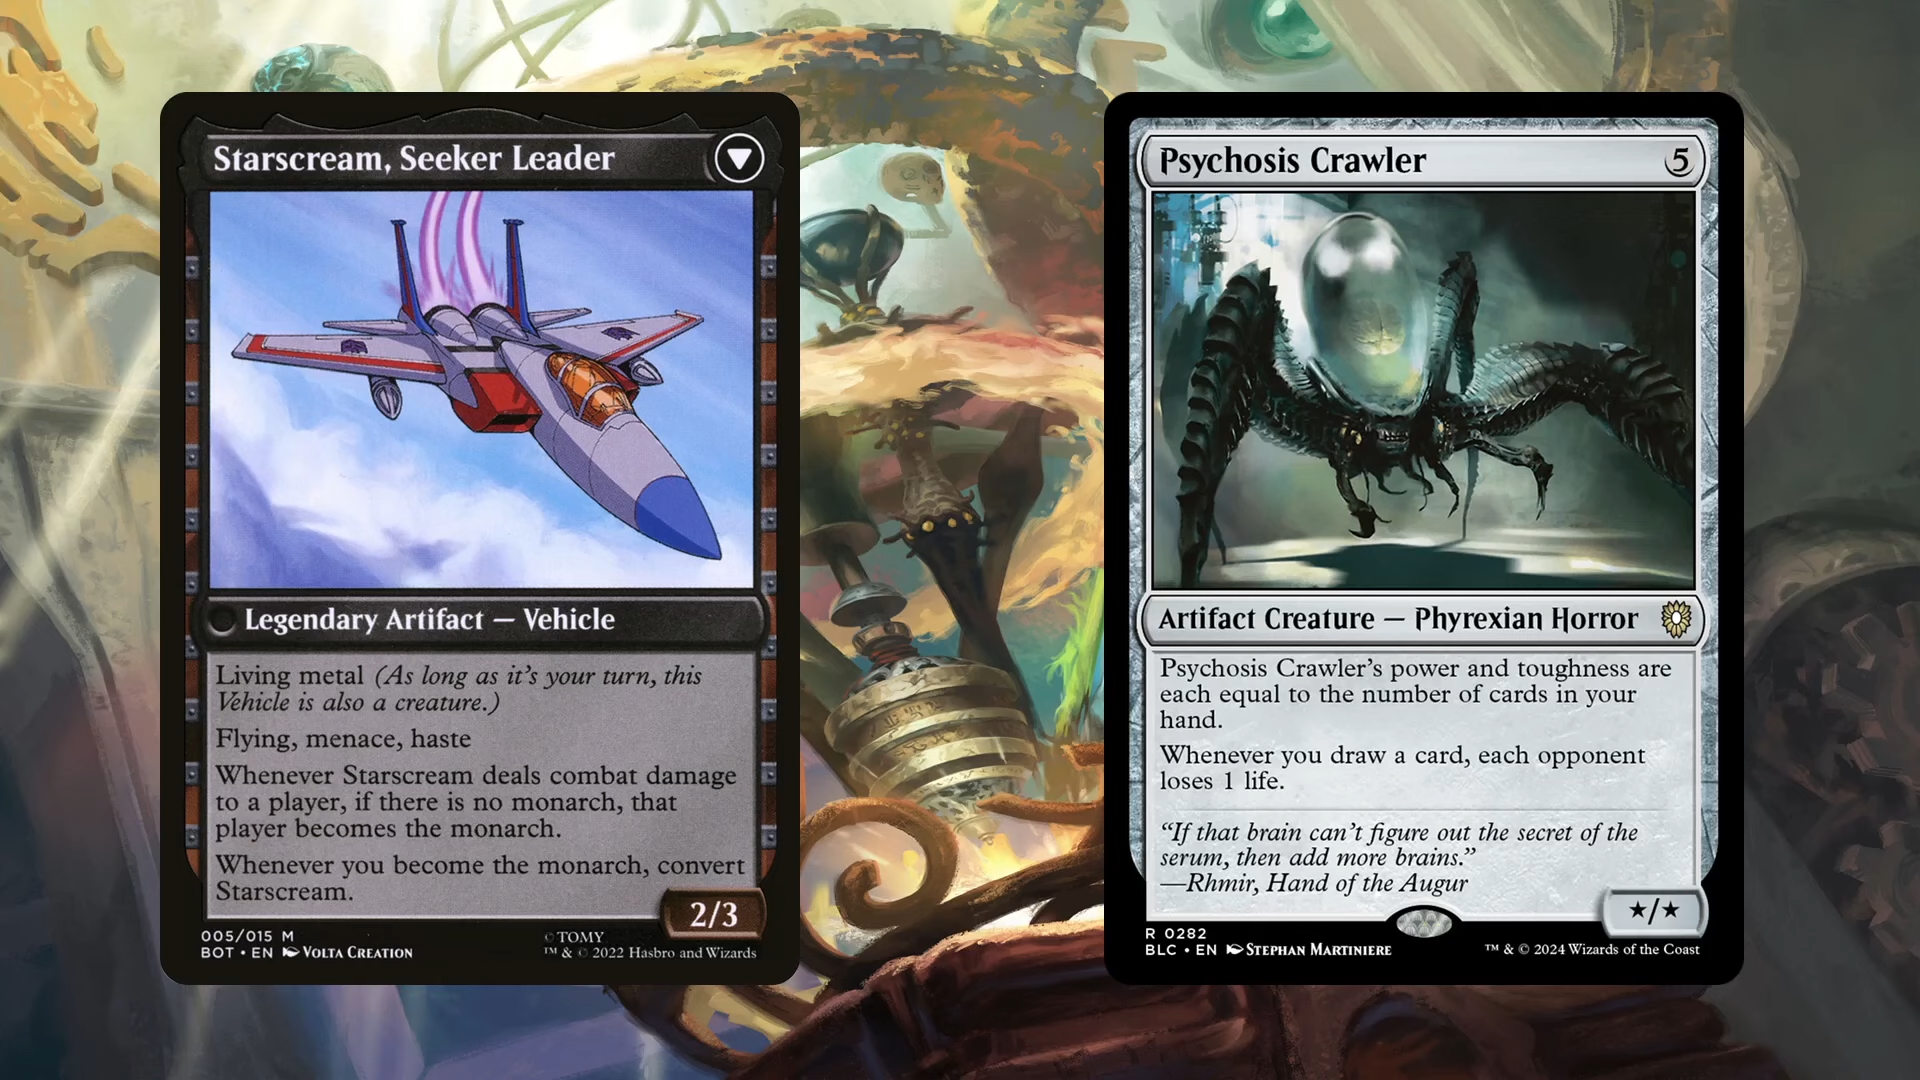 Starscream, Seeker Leader
Legendary Artifact — Vehicle
Living metal (As long as it's your turn, this
Vehicle is also a creature.)
Flying, menace, haste
Whenever Starscream deals combat damage
to a player, if there is no monarch, that
player becomes the monarch.
Whenever you become the monarch, convert
Starscream.
2/3
005/015 M
BOT • EN Volta Creation
© TOMY
™ & © 2022 Hasbro and Wizards
Psychosis Crawler
5
Artifact Creature — Phyrexian Horror
Psychosis Crawler's power and toughness are
each equal to the number of cards in your
hand.
Whenever you draw a card, each opponent
loses 1 life.
"If that brain can't figure out the secret of the
serum, then add more brains."
—Rhmir, Hand of the Augur
★/★
R 0282
BLC • EN Stephan Martiniere
™ & © 2024 Wizards of the Coast